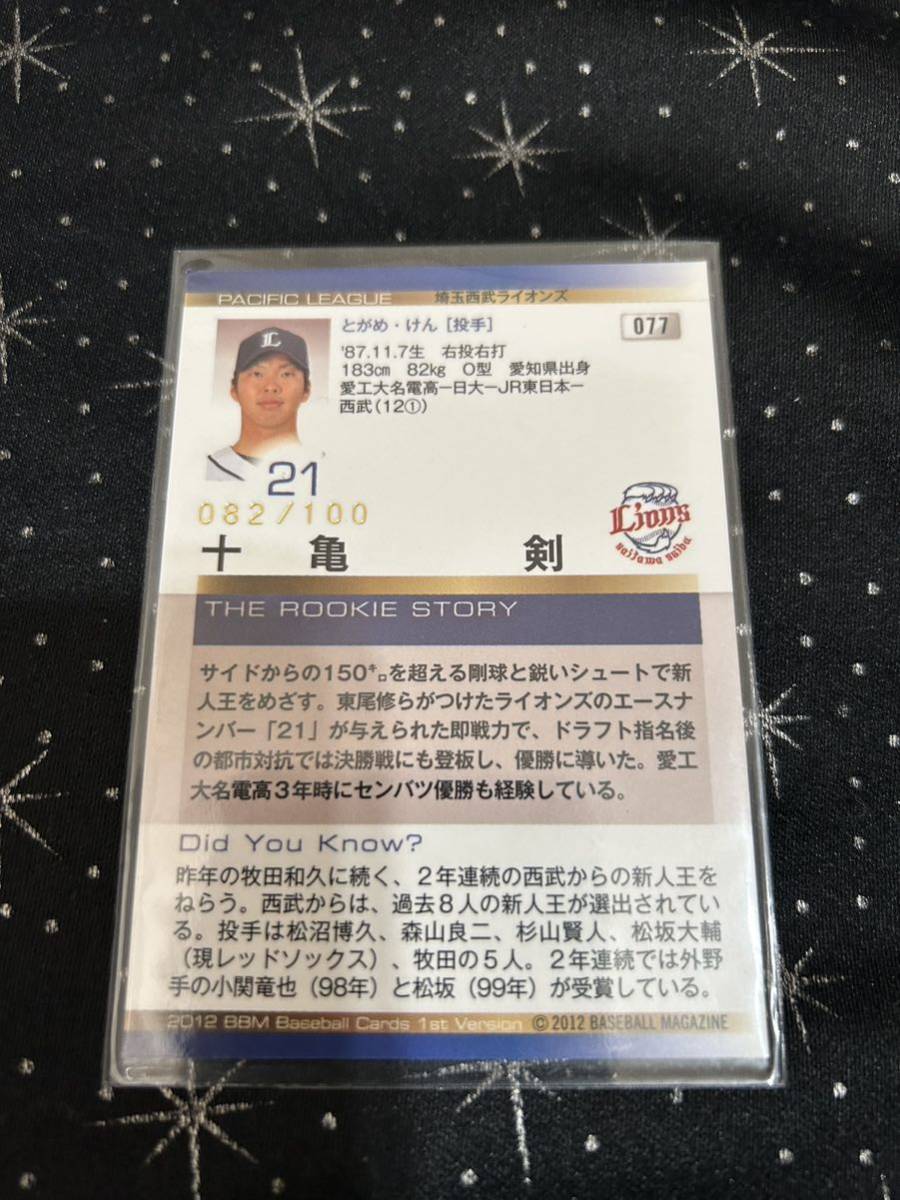 PACIFIC LEAGUE 埼玉西武ライオンズ
とがめ・けん [投手] 077
'87.11.7生 右投右打
183cm 82kg O型 愛知県出身
愛工大名電高ー日大ーJR東日本ー
西武(12①)
L
21
082/100
Lions
saitama seibu
十亀 剣
THE ROOKIE STORY
サイドからの150㌔を超える剛球と鋭いシュートで新
人王をめざす。東尾修らがつけたライオンズのエースナ
ンバー「21」が与えられた即戦力で、ドラフト指名後
の都市対抗では決勝戦にも登板し、優勝に導いた。愛工
大名電高3年時にセンバツ優勝も経験している。
Did You Know?
昨年の牧田和久に続く、2年連続の西武からの新人王を
ねらう。西武からは、過去8人の新人王が選出されてい
る。投手は松沼博久、森山良二、杉山賢人、松坂大輔
(現レッドソックス)、牧田の5人。2年連続では外野
手の小関竜也(98年)と松坂(99年)が受賞している。
2012 BBM Baseball Cards 1st Version © 2012 BASEBALL MAGAZINE